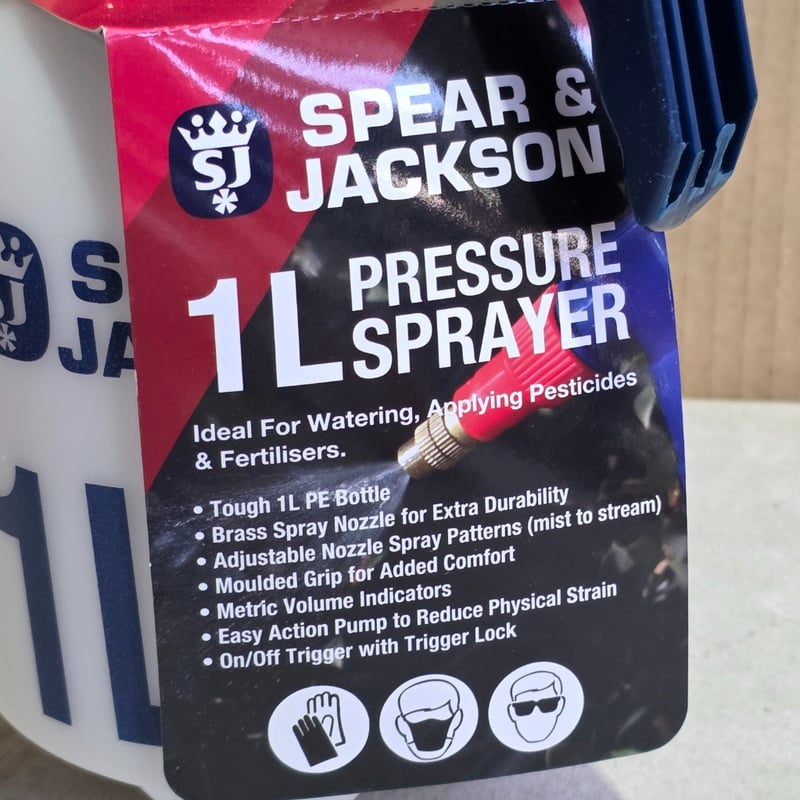 SPEAR &
JACKSON
SJ
1L PRESSURE
SPRAYER
Ideal For Watering, Applying Pesticides
& Fertilisers.
• Tough 1L PE Bottle
• Brass Spray Nozzle for Extra Durability
• Adjustable Nozzle Spray Patterns (mist to stream)
• Moulded Grip for Added Comfort
• Metric Volume Indicators
• Easy Action Pump to Reduce Physical Strain
• On/Off Trigger with Trigger Lock
J
S
JA
1L